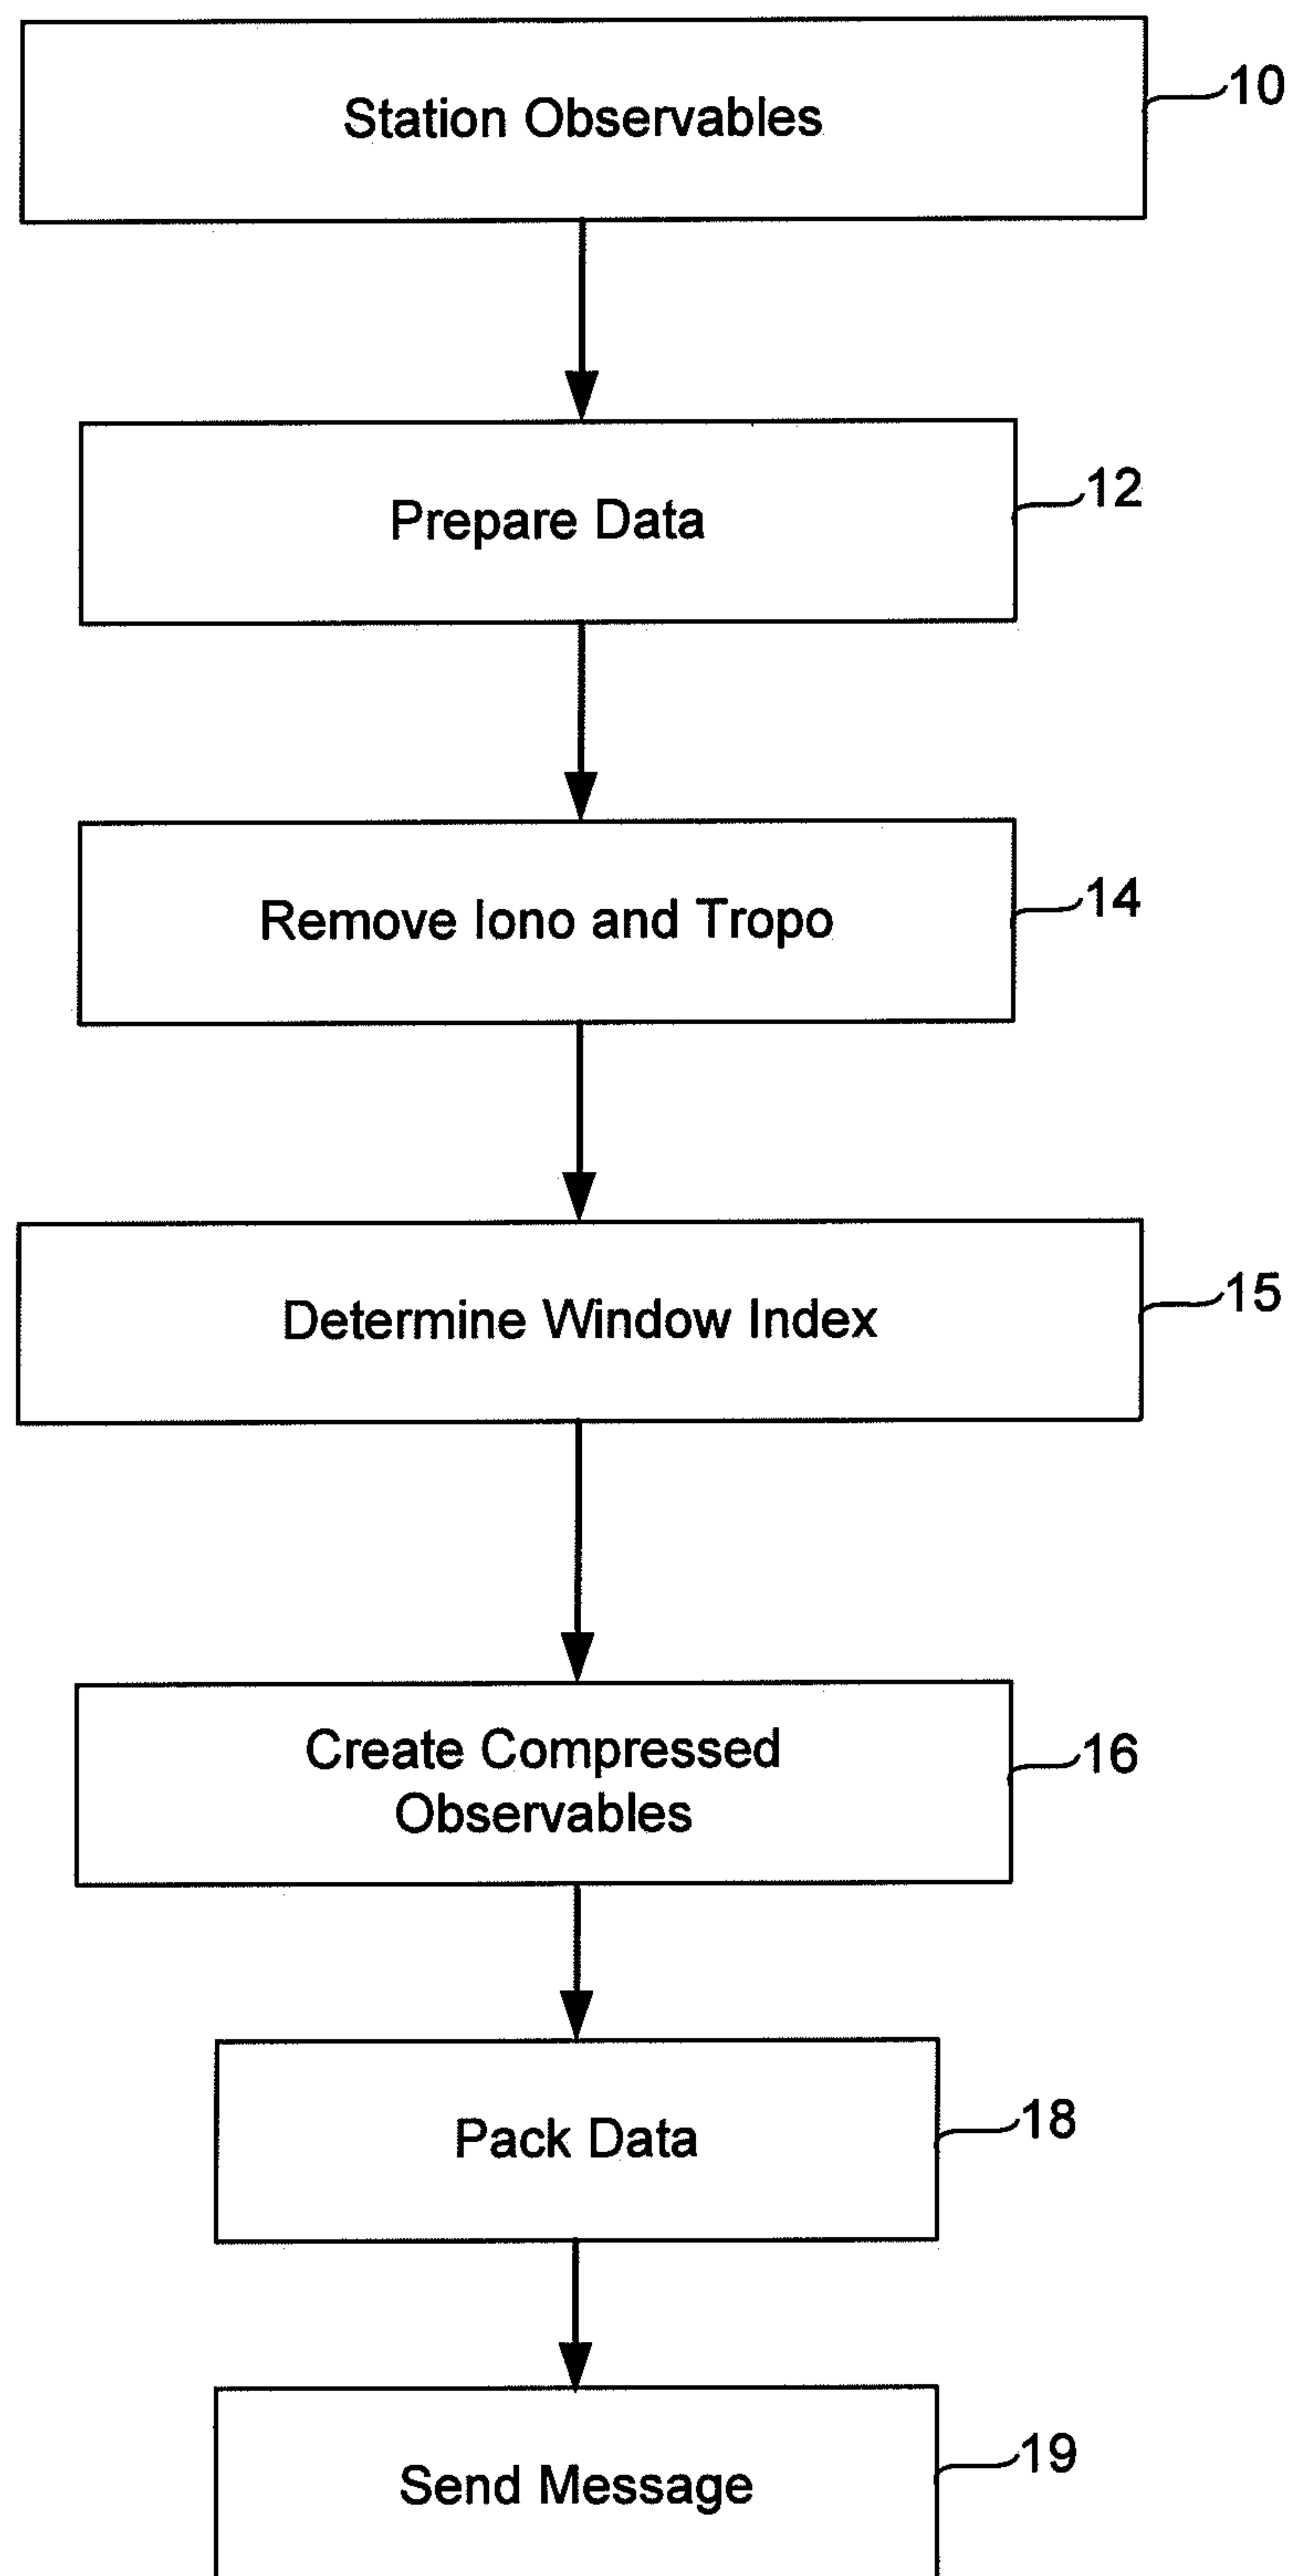 Station Observables
10
Prepare Data
12
Remove Iono and Tropo
14
Determine Window Index
15
Create Compressed
Observables
16
Pack Data
18
Send Message
19